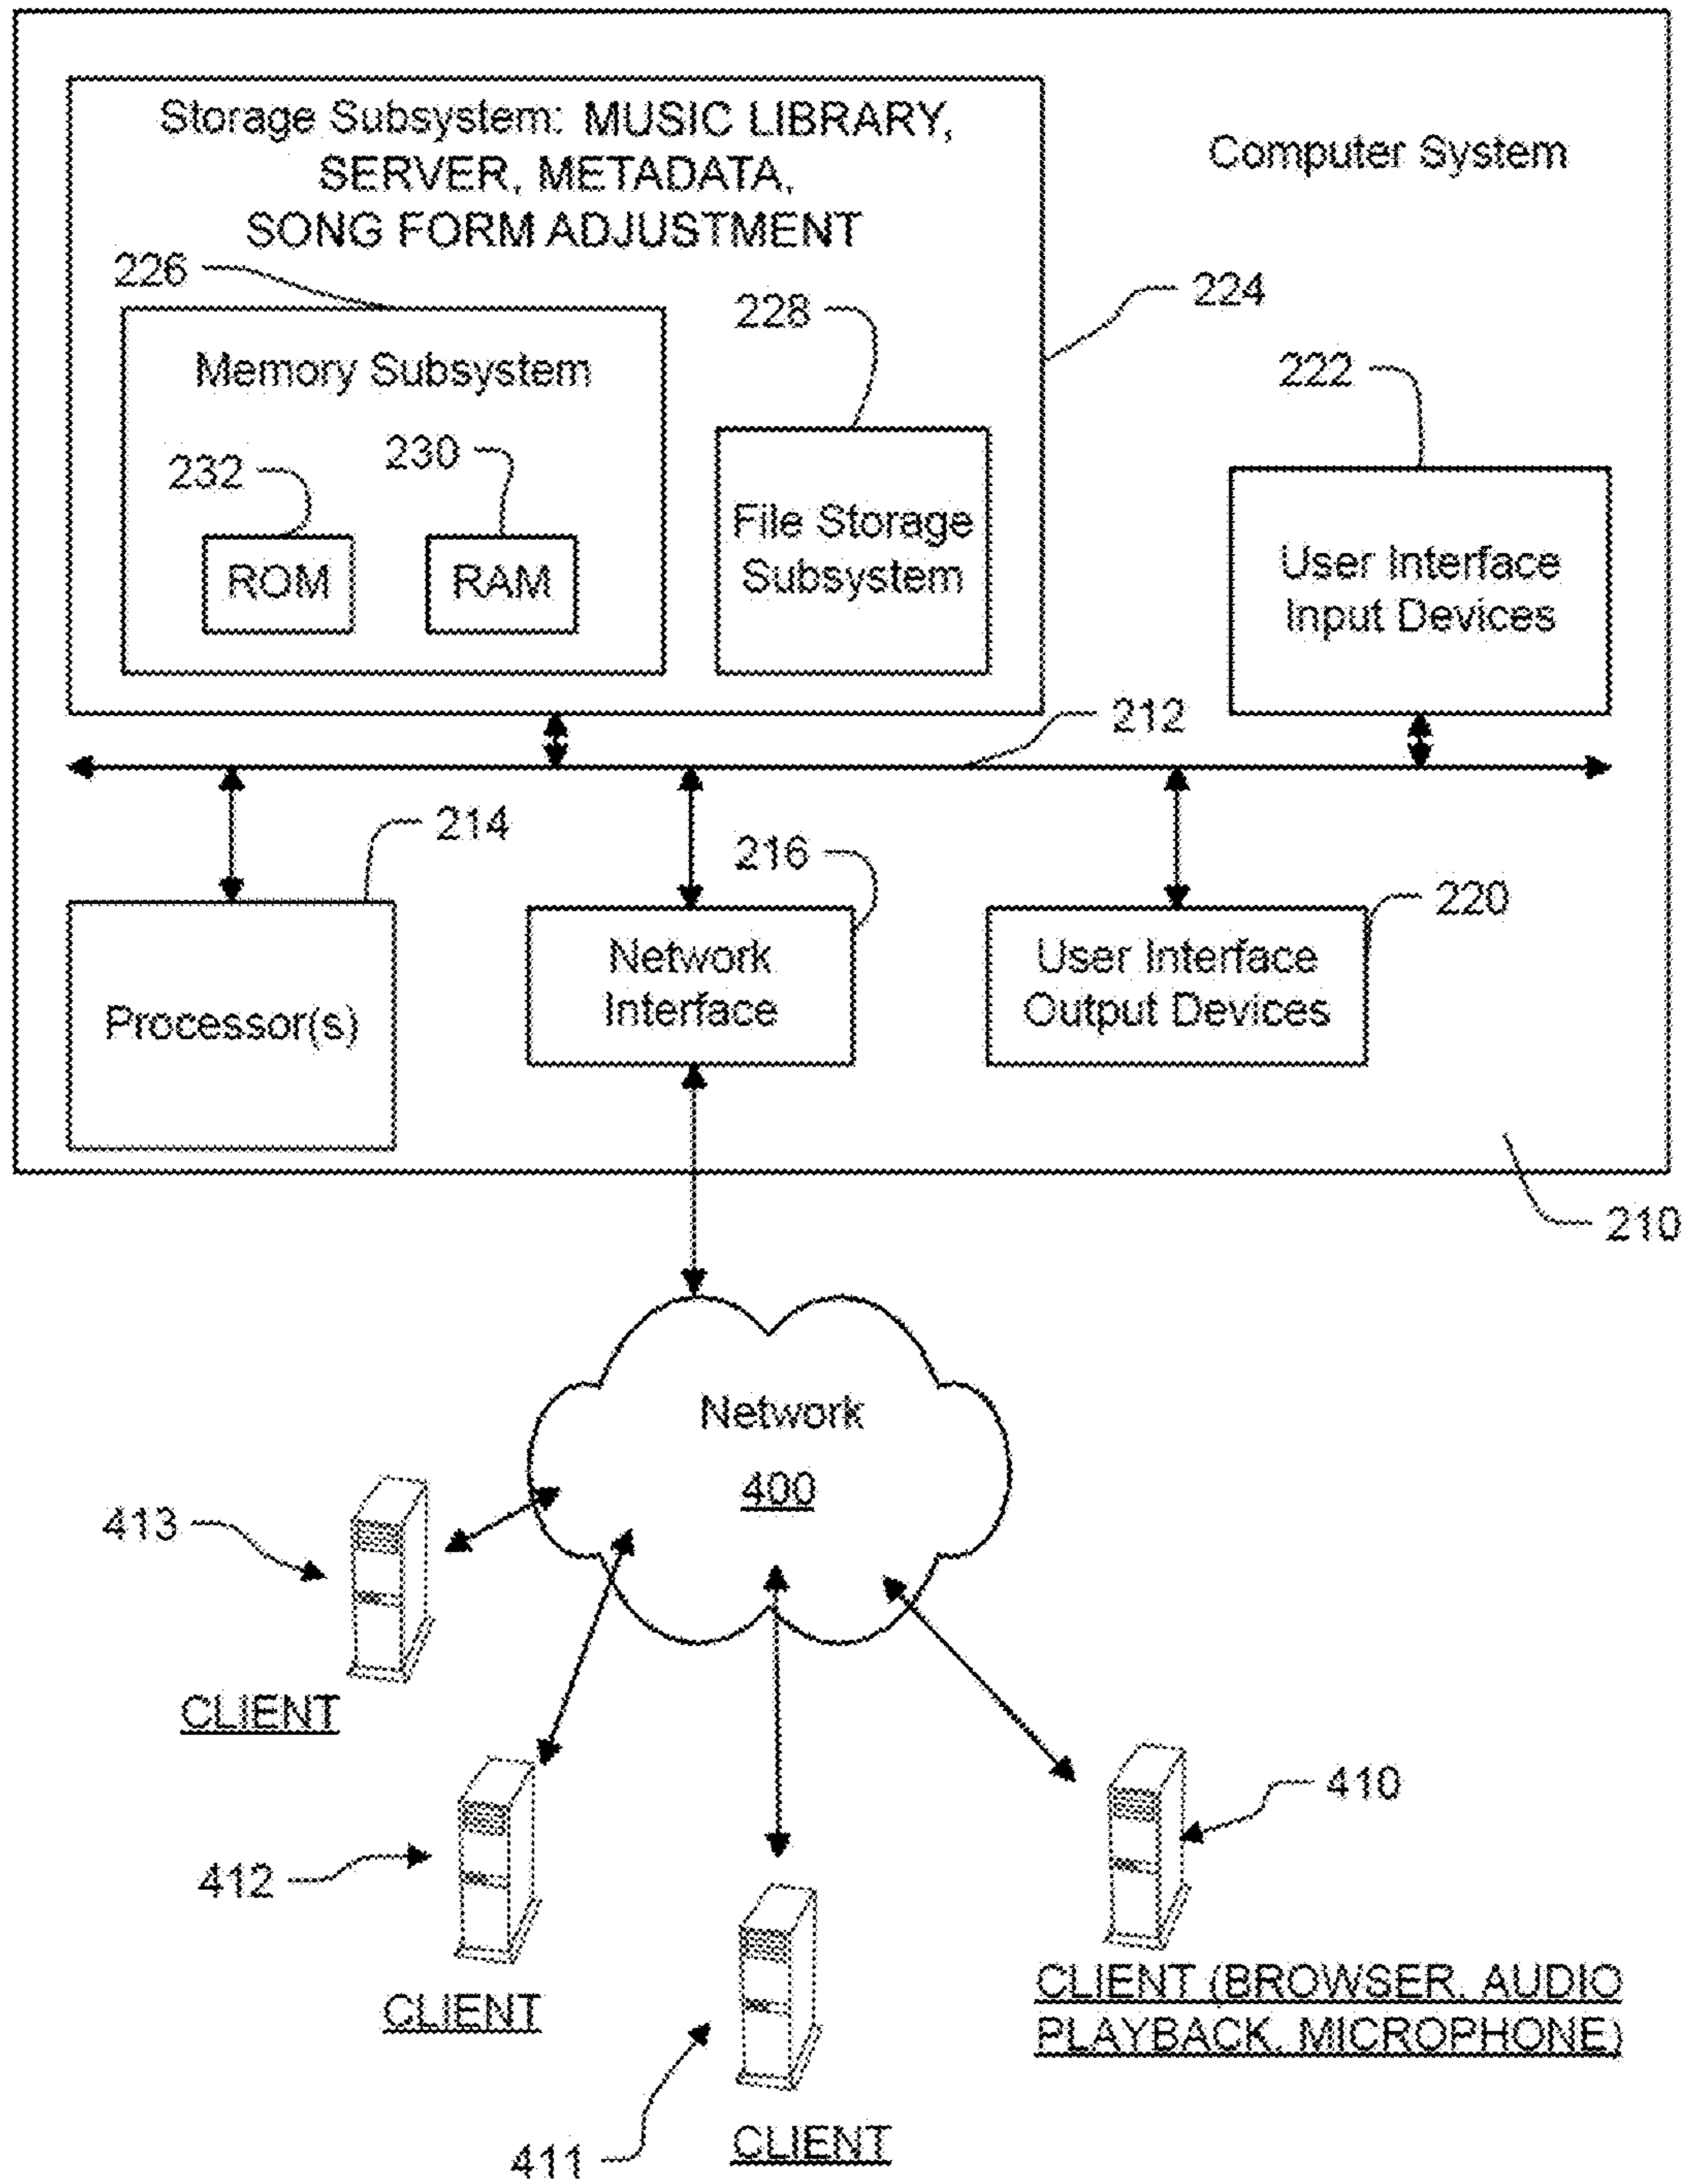 Storage Subsystem: MUSIC LIBRARY,
SERVER, METADATA,
SONG FORM ADJUSTMENT
Computer System
226
228
224
222
Memory Subsystem
232
230
ROM
RAM
File Storage
Subsystem
User Interface
Input Devices
212
214
216
220
Processor(s)
Network
Interface
User Interface
Output Devices
210
Network
400
413
CLIENT
412
CLIENT
411
CLIENT
410
CLIENT (BROWSER, AUDIO
PLAYBACK, MICROPHONE)